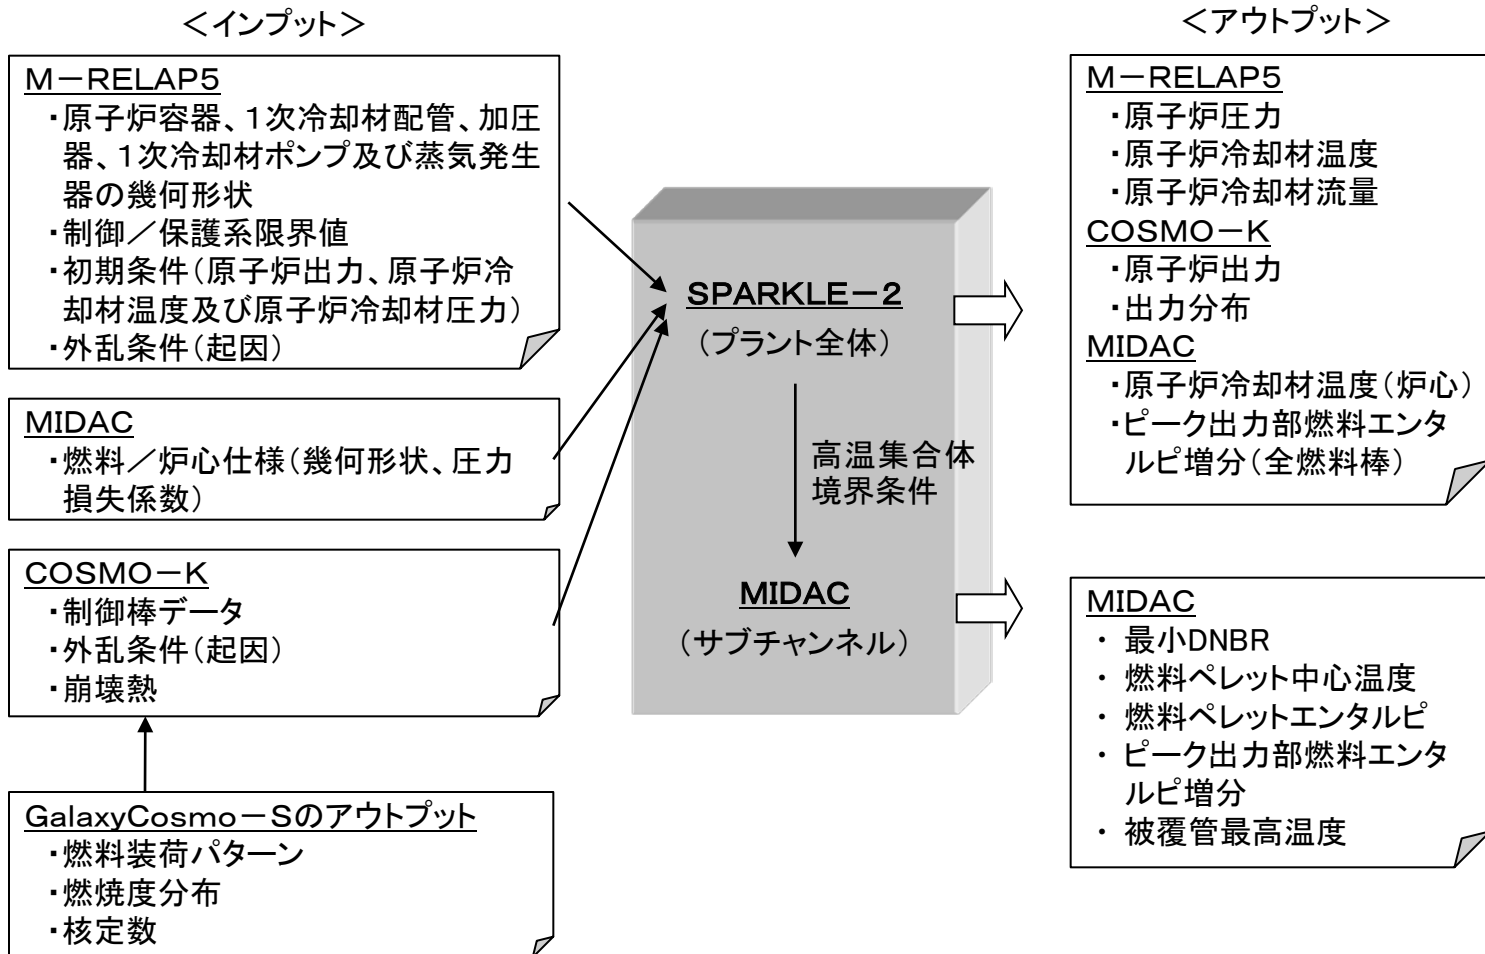 ＜インプット＞
M－RELAP5
・原子炉容器、１次冷却材配管、加圧
器、１次冷却材ポンプ及び蒸気発生
器の幾何形状
・制御／保護系限界値
・初期条件（原子炉出力、原子炉冷
却材温度及び原子炉冷却材圧力）
・外乱条件（起因）
MIDAC
・燃料／炉心仕様（幾何形状、圧力
損失係数）
COSMO－K
・制御棒データ
・外乱条件（起因）
・崩壊熱
GalaxyCosmo－Sのアウトプット
・燃料装荷パターン
・燃焼度分布
・核定数
SPARKLE－2
（プラント全体）
高温集合体
境界条件
MIDAC
（サブチャンネル）
＜アウトプット＞
M－RELAP5
・原子炉圧力
・原子炉冷却材温度
・原子炉冷却材流量
COSMO－K
・原子炉出力
・出力分布
MIDAC
・原子炉冷却材温度（炉心）
・ピーク出力部燃料エンタ
ルピ増分（全燃料棒）
MIDAC
・ 最小DNBR
・ 燃料ペレット中心温度
・ 燃料ペレットエンタルピ
・ ピーク出力部燃料エンタ
ルピ増分
・ 被覆管最高温度